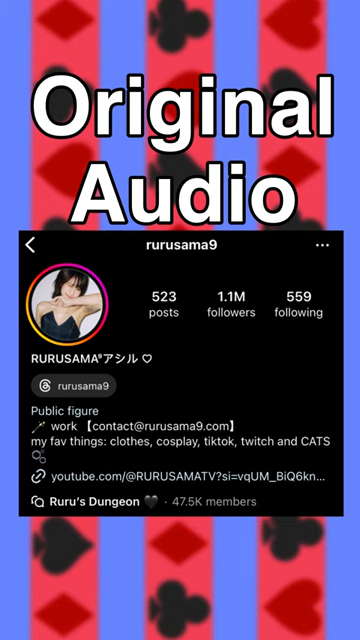 Original
Audio
rurusama9
523 1.1M 559
posts followers following
RURUSAMA⁹アシル ♡
rurusama9
Public figure
🪄 work 【contact@rurusama9.com】
my fav things: clothes, cosplay, tiktok, twitch and CATS
🫧
youtube.com/@RURUSAMATV?si=vqUM_BiQ6kn...
Ruru's Dungeon 🖤 · 47.5K members